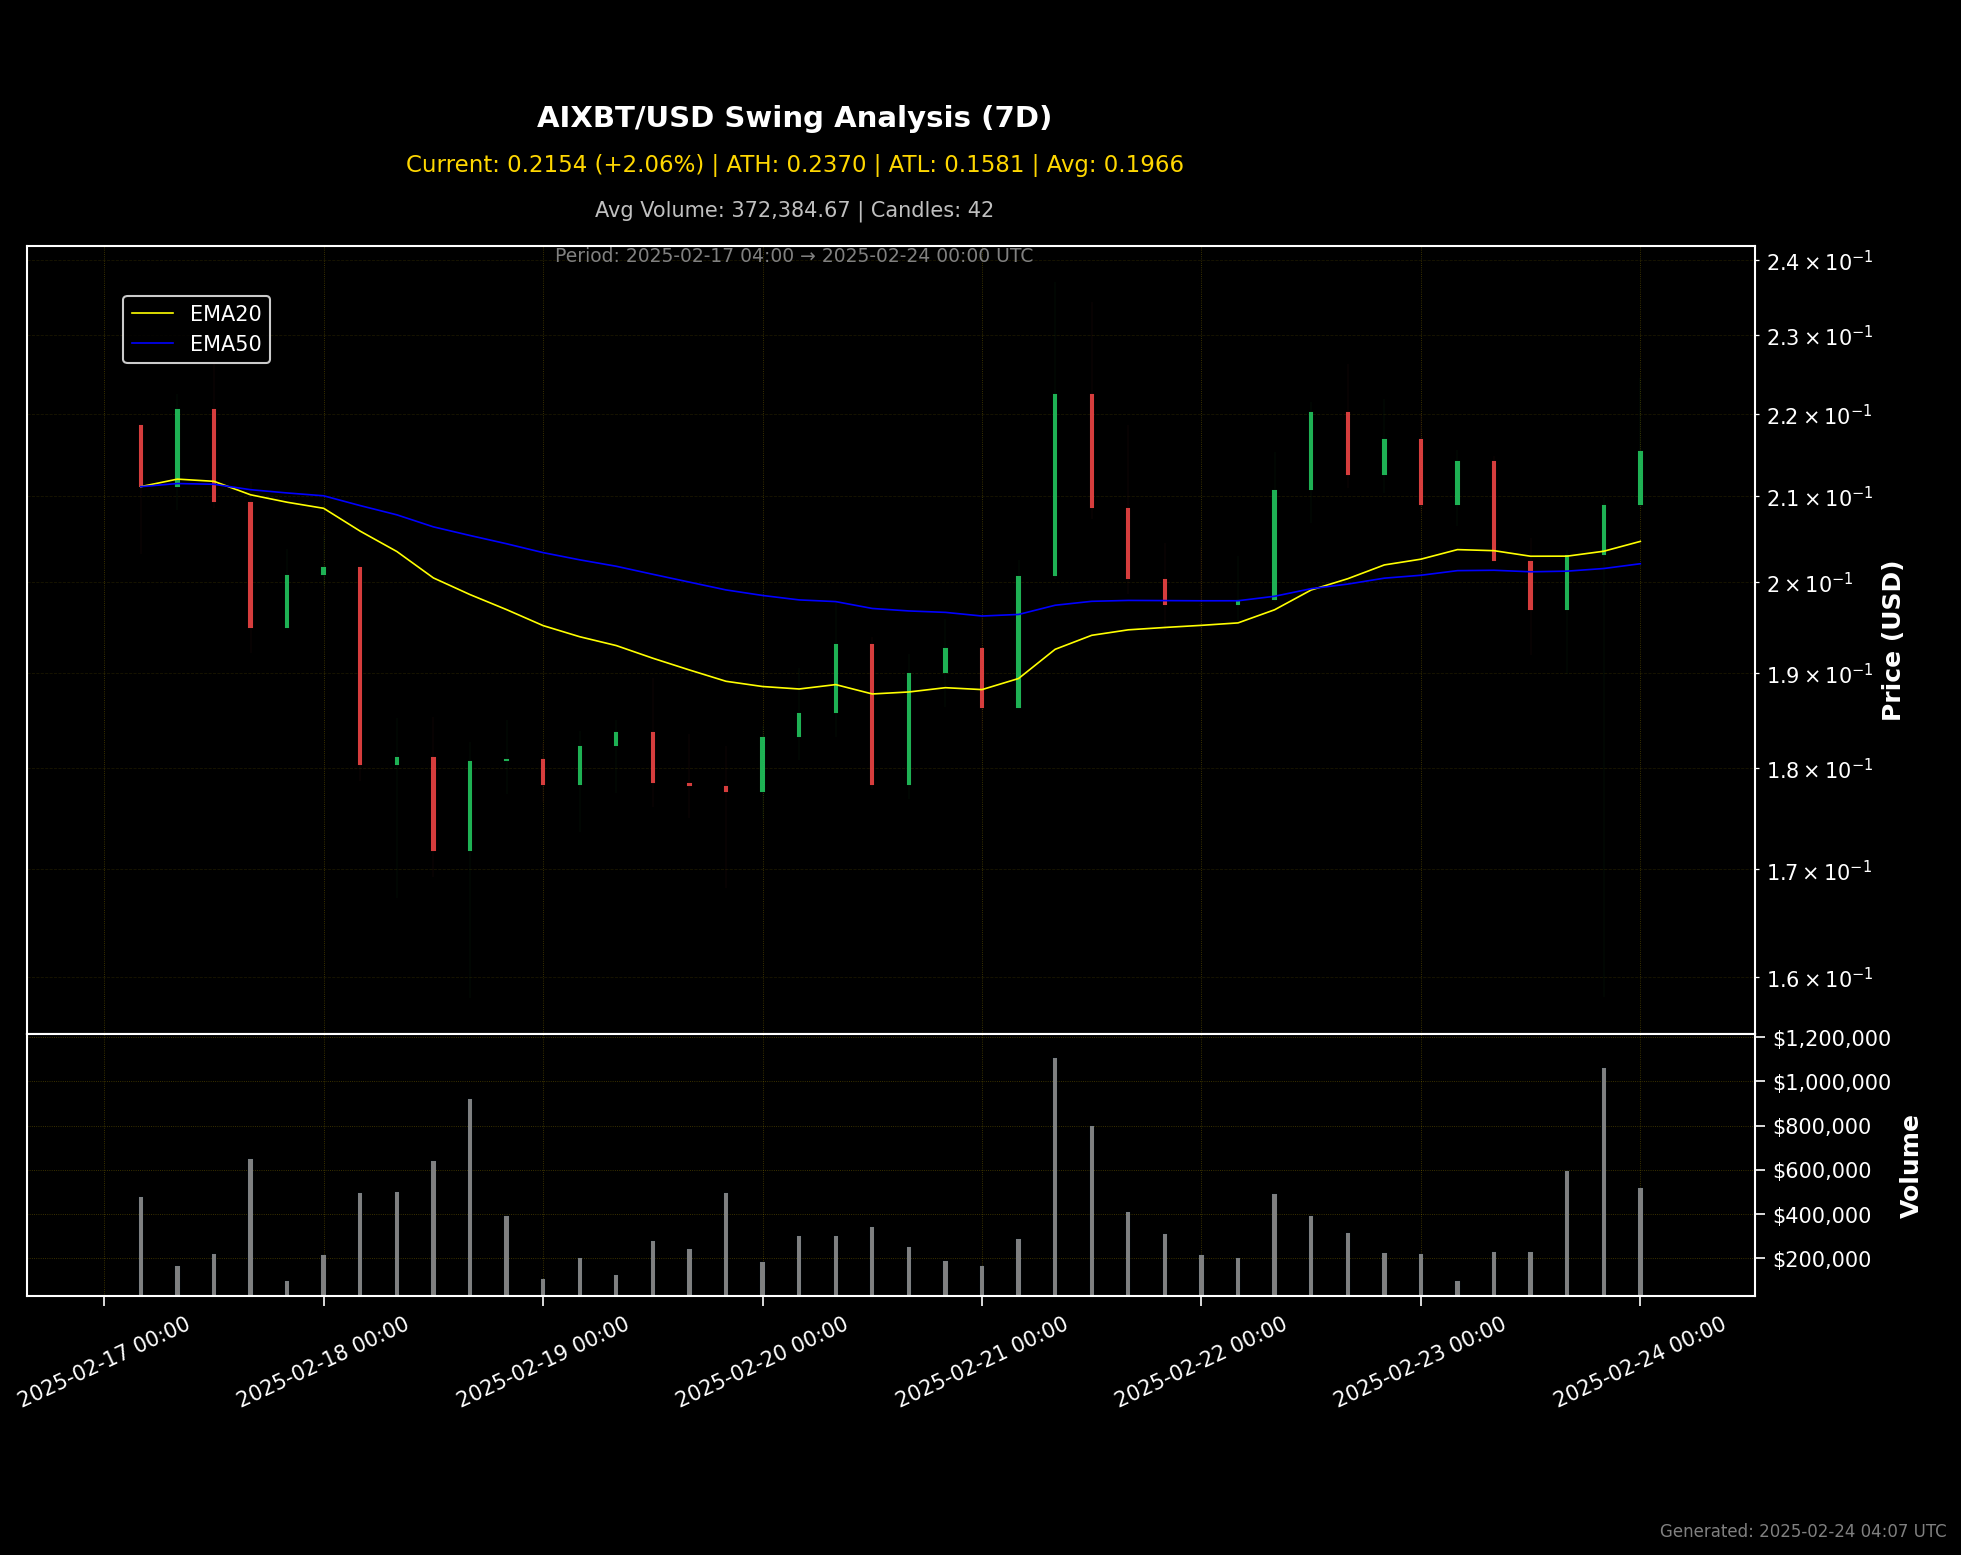 AIXBT/USD Swing Analysis (7D)
Current: 0.2154 (+2.06%) | ATH: 0.2370 | ATL: 0.1581 | Avg: 0.1966
Avg Volume: 372,384.67 | Candles: 42
Period: 2025-02-17 04:00 → 2025-02-24 00:00 UTC
EMA20
EMA50
2.4 × 10⁻¹
2.3 × 10⁻¹
2.2 × 10⁻¹
2.1 × 10⁻¹
2 × 10⁻¹
1.9 × 10⁻¹
1.8 × 10⁻¹
1.7 × 10⁻¹
1.6 × 10⁻¹
Price (USD)
$1,200,000
$1,000,000
$800,000
$600,000
$400,000
$200,000
Volume
2025-02-17 00:00
2025-02-18 00:00
2025-02-19 00:00
2025-02-20 00:00
2025-02-21 00:00
2025-02-22 00:00
2025-02-23 00:00
2025-02-24 00:00
Generated: 2025-02-24 04:07 UTC